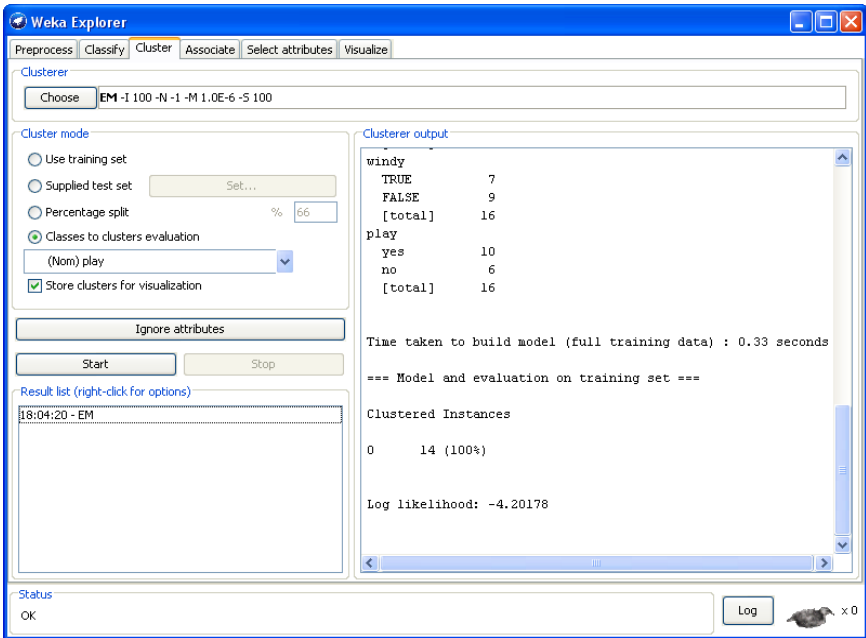 Weka Explorer
Preprocess Classify Cluster Associate Select attributes Visualize
Clusterer
Choose EM -I 100 -N -1 -M 1.0E-6 -S 100
Cluster mode
Use training set
Supplied test set Set...
Percentage split % 66
Classes to clusters evaluation
(Nom) play
Store clusters for visualization
Ignore attributes
Start Stop
Result list (right-click for options)
18:04:20 - EM
Clusterer output
windy
TRUE 7
FALSE 9
[total] 16
play
yes 10
no 6
[total] 16
Time taken to build model (full training data) : 0.33 seconds
=== Model and evaluation on training set ===
Clustered Instances
0 14 (100%)
Log likelihood: -4.20178
Status
OK
Log x 0